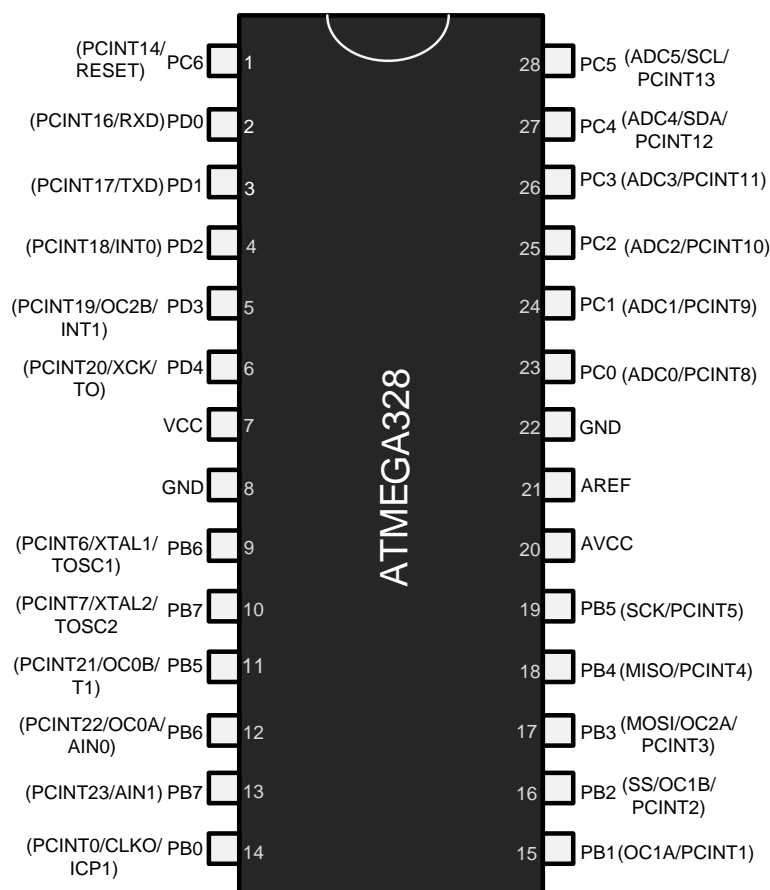 (PCINT14/
RESET) PC6 1
(PCINT16/RXD) PD0 2
(PCINT17/TXD) PD1 3
(PCINT18/INT0) PD2 4
(PCINT19/OC2B/
INT1) PD3 5
(PCINT20/XCK/
TO) PD4 6
VCC 7
GND 8
(PCINT6/XTAL1/
TOSC1) PB6 9
(PCINT7/XTAL2/
TOSC2 PB7 10
(PCINT21/OC0B/
T1) PB5 11
(PCINT22/OC0A/
AIN0) PB6 12
(PCINT23/AIN1) PB7 13
(PCINT0/CLKO/
ICP1) PB0 14
ATMEGA328
28 PC5 (ADC5/SCL/
PCINT13
27 PC4 (ADC4/SDA/
PCINT12
26 PC3 (ADC3/PCINT11)
25 PC2 (ADC2/PCINT10)
24 PC1 (ADC1/PCINT9)
23 PC0 (ADC0/PCINT8)
22 GND
21 AREF
20 AVCC
19 PB5 (SCK/PCINT5)
18 PB4 (MISO/PCINT4)
17 PB3 (MOSI/OC2A/
PCINT3)
16 PB2 (SS/OC1B/
PCINT2)
15 PB1 (OC1A/PCINT1)